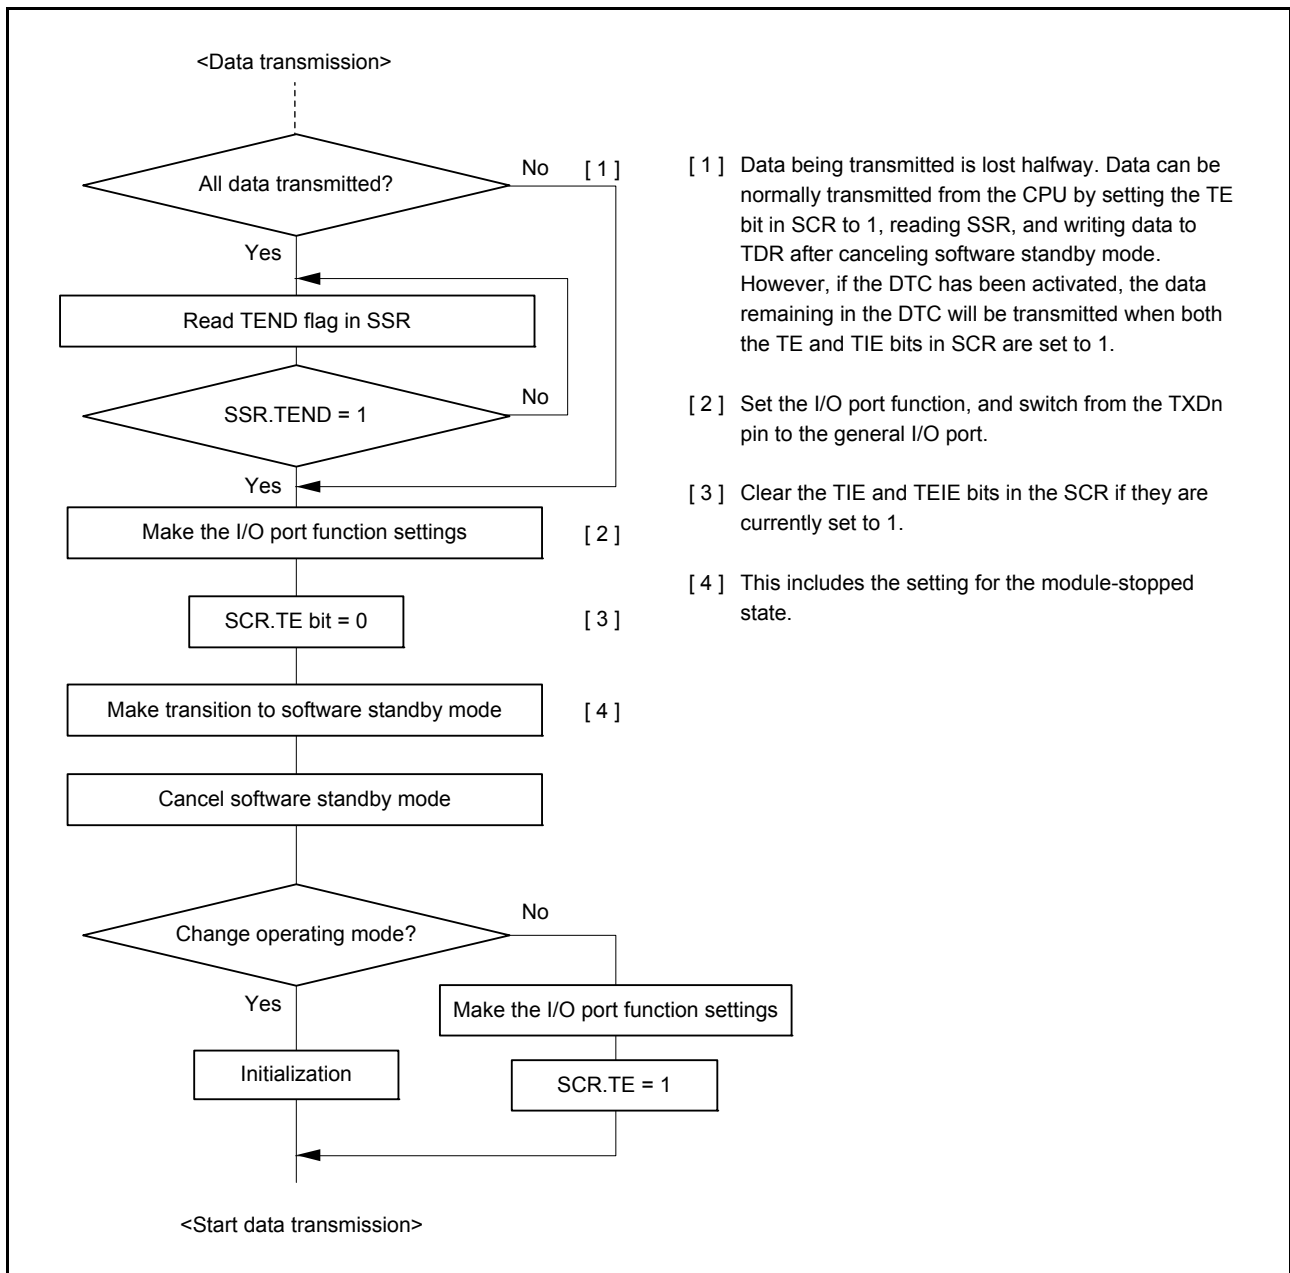 <Data transmission>
All data transmitted?
No [ 1 ]
Yes
Read TEND flag in SSR
SSR.TEND = 1
No
Yes
Make the I/O port function settings
[ 2 ]
SCR.TE bit = 0
[ 3 ]
Make transition to software standby mode
[ 4 ]
Cancel software standby mode
Change operating mode?
No
Yes
Make the I/O port function settings
Initialization
SCR.TE = 1
<Start data transmission>
[ 1 ] Data being transmitted is lost halfway. Data can be
normally transmitted from the CPU by setting the TE
bit in SCR to 1, reading SSR, and writing data to
TDR after canceling software standby mode.
However, if the DTC has been activated, the data
remaining in the DTC will be transmitted when both
the TE and TIE bits in SCR are set to 1.
[ 2 ] Set the I/O port function, and switch from the TXDn
pin to the general I/O port.
[ 3 ] Clear the TIE and TEIE bits in the SCR if they are
currently set to 1.
[ 4 ] This includes the setting for the module-stopped
state.